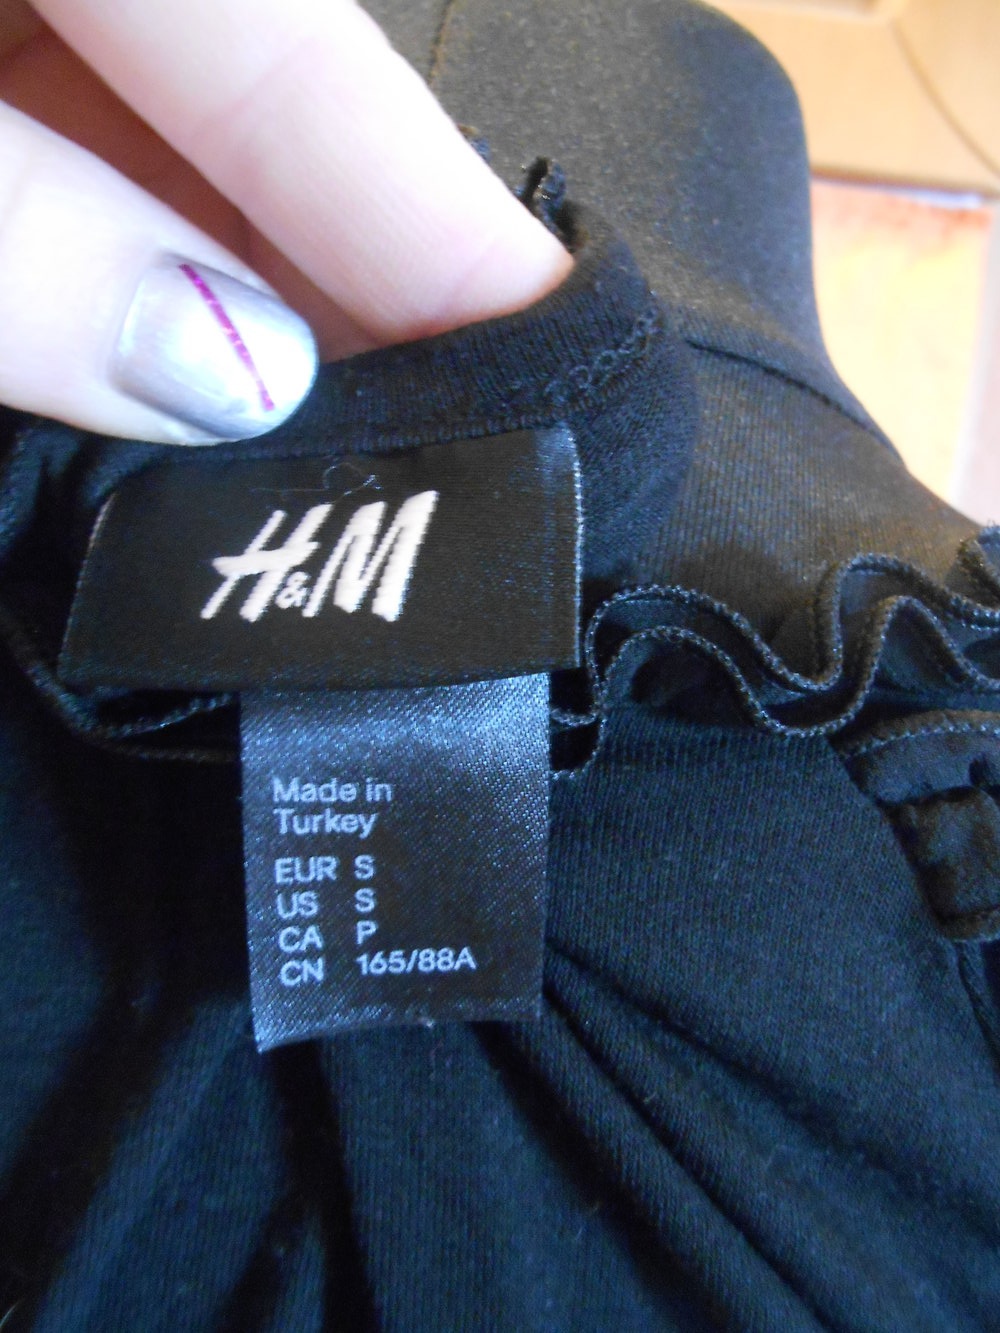 H&M
Made in
Turkey
EUR S
US S
CA P
CN 165/88A